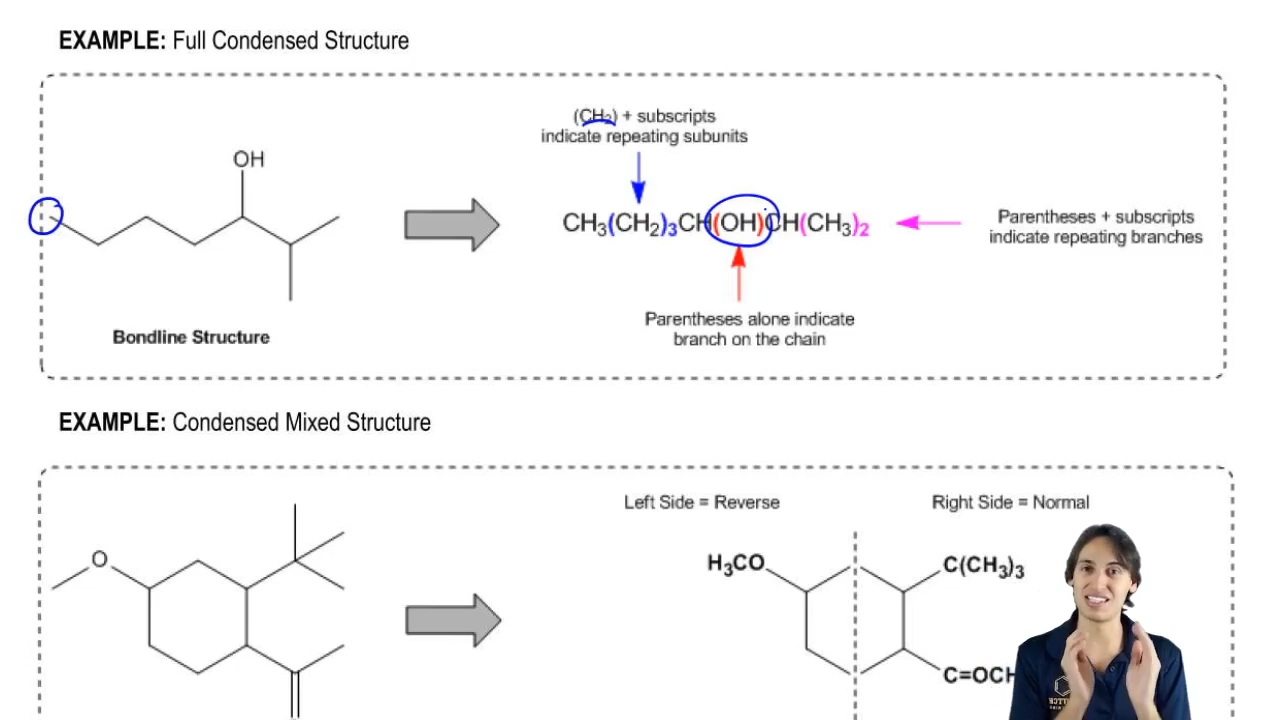 EXAMPLE: Full Condensed Structure
(CH₂) + subscripts
indicate repeating subunits
OH
CH₃(CH₂)₃CH(OH)CH(CH₃)₂
Parentheses + subscripts
indicate repeating branches
Parentheses alone indicate
branch on the chain
Bondline Structure
EXAMPLE: Condensed Mixed Structure
Left Side = Reverse
Right Side = Normal
O
H₃CO
C(CH₃)₃
C=OCH